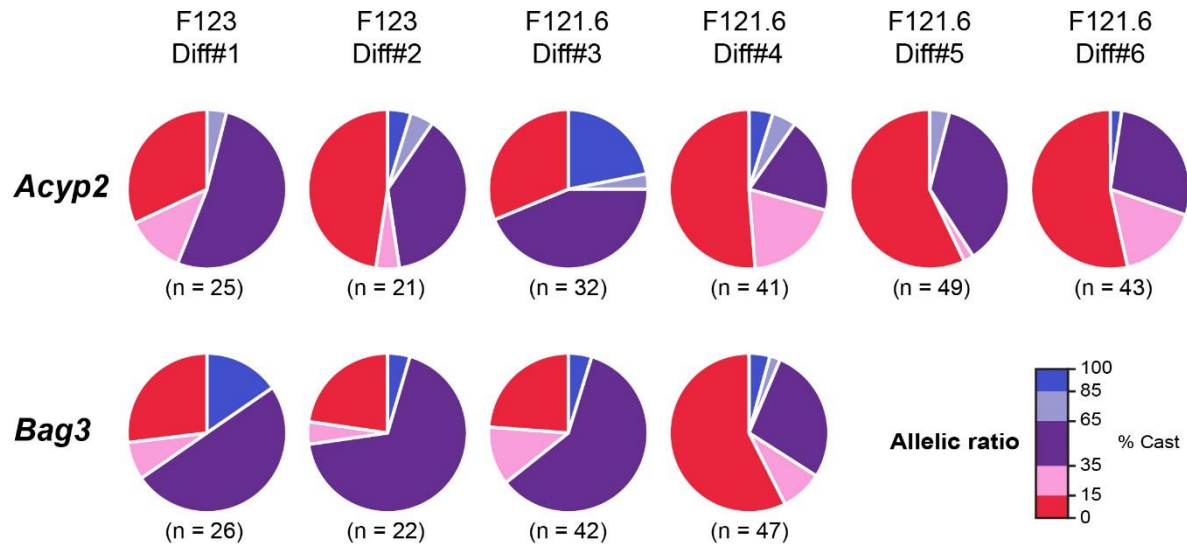 F123 F123 F121.6 F121.6 F121.6 F121.6
Diff#1 Diff#2 Diff#3 Diff#4 Diff#5 Diff#6
Acyp2
(n = 25) (n = 21) (n = 32) (n = 41) (n = 49) (n = 43)
Bag3
(n = 26) (n = 22) (n = 42) (n = 47)
Allelic ratio
100
85
65
35
15
0
% Cast